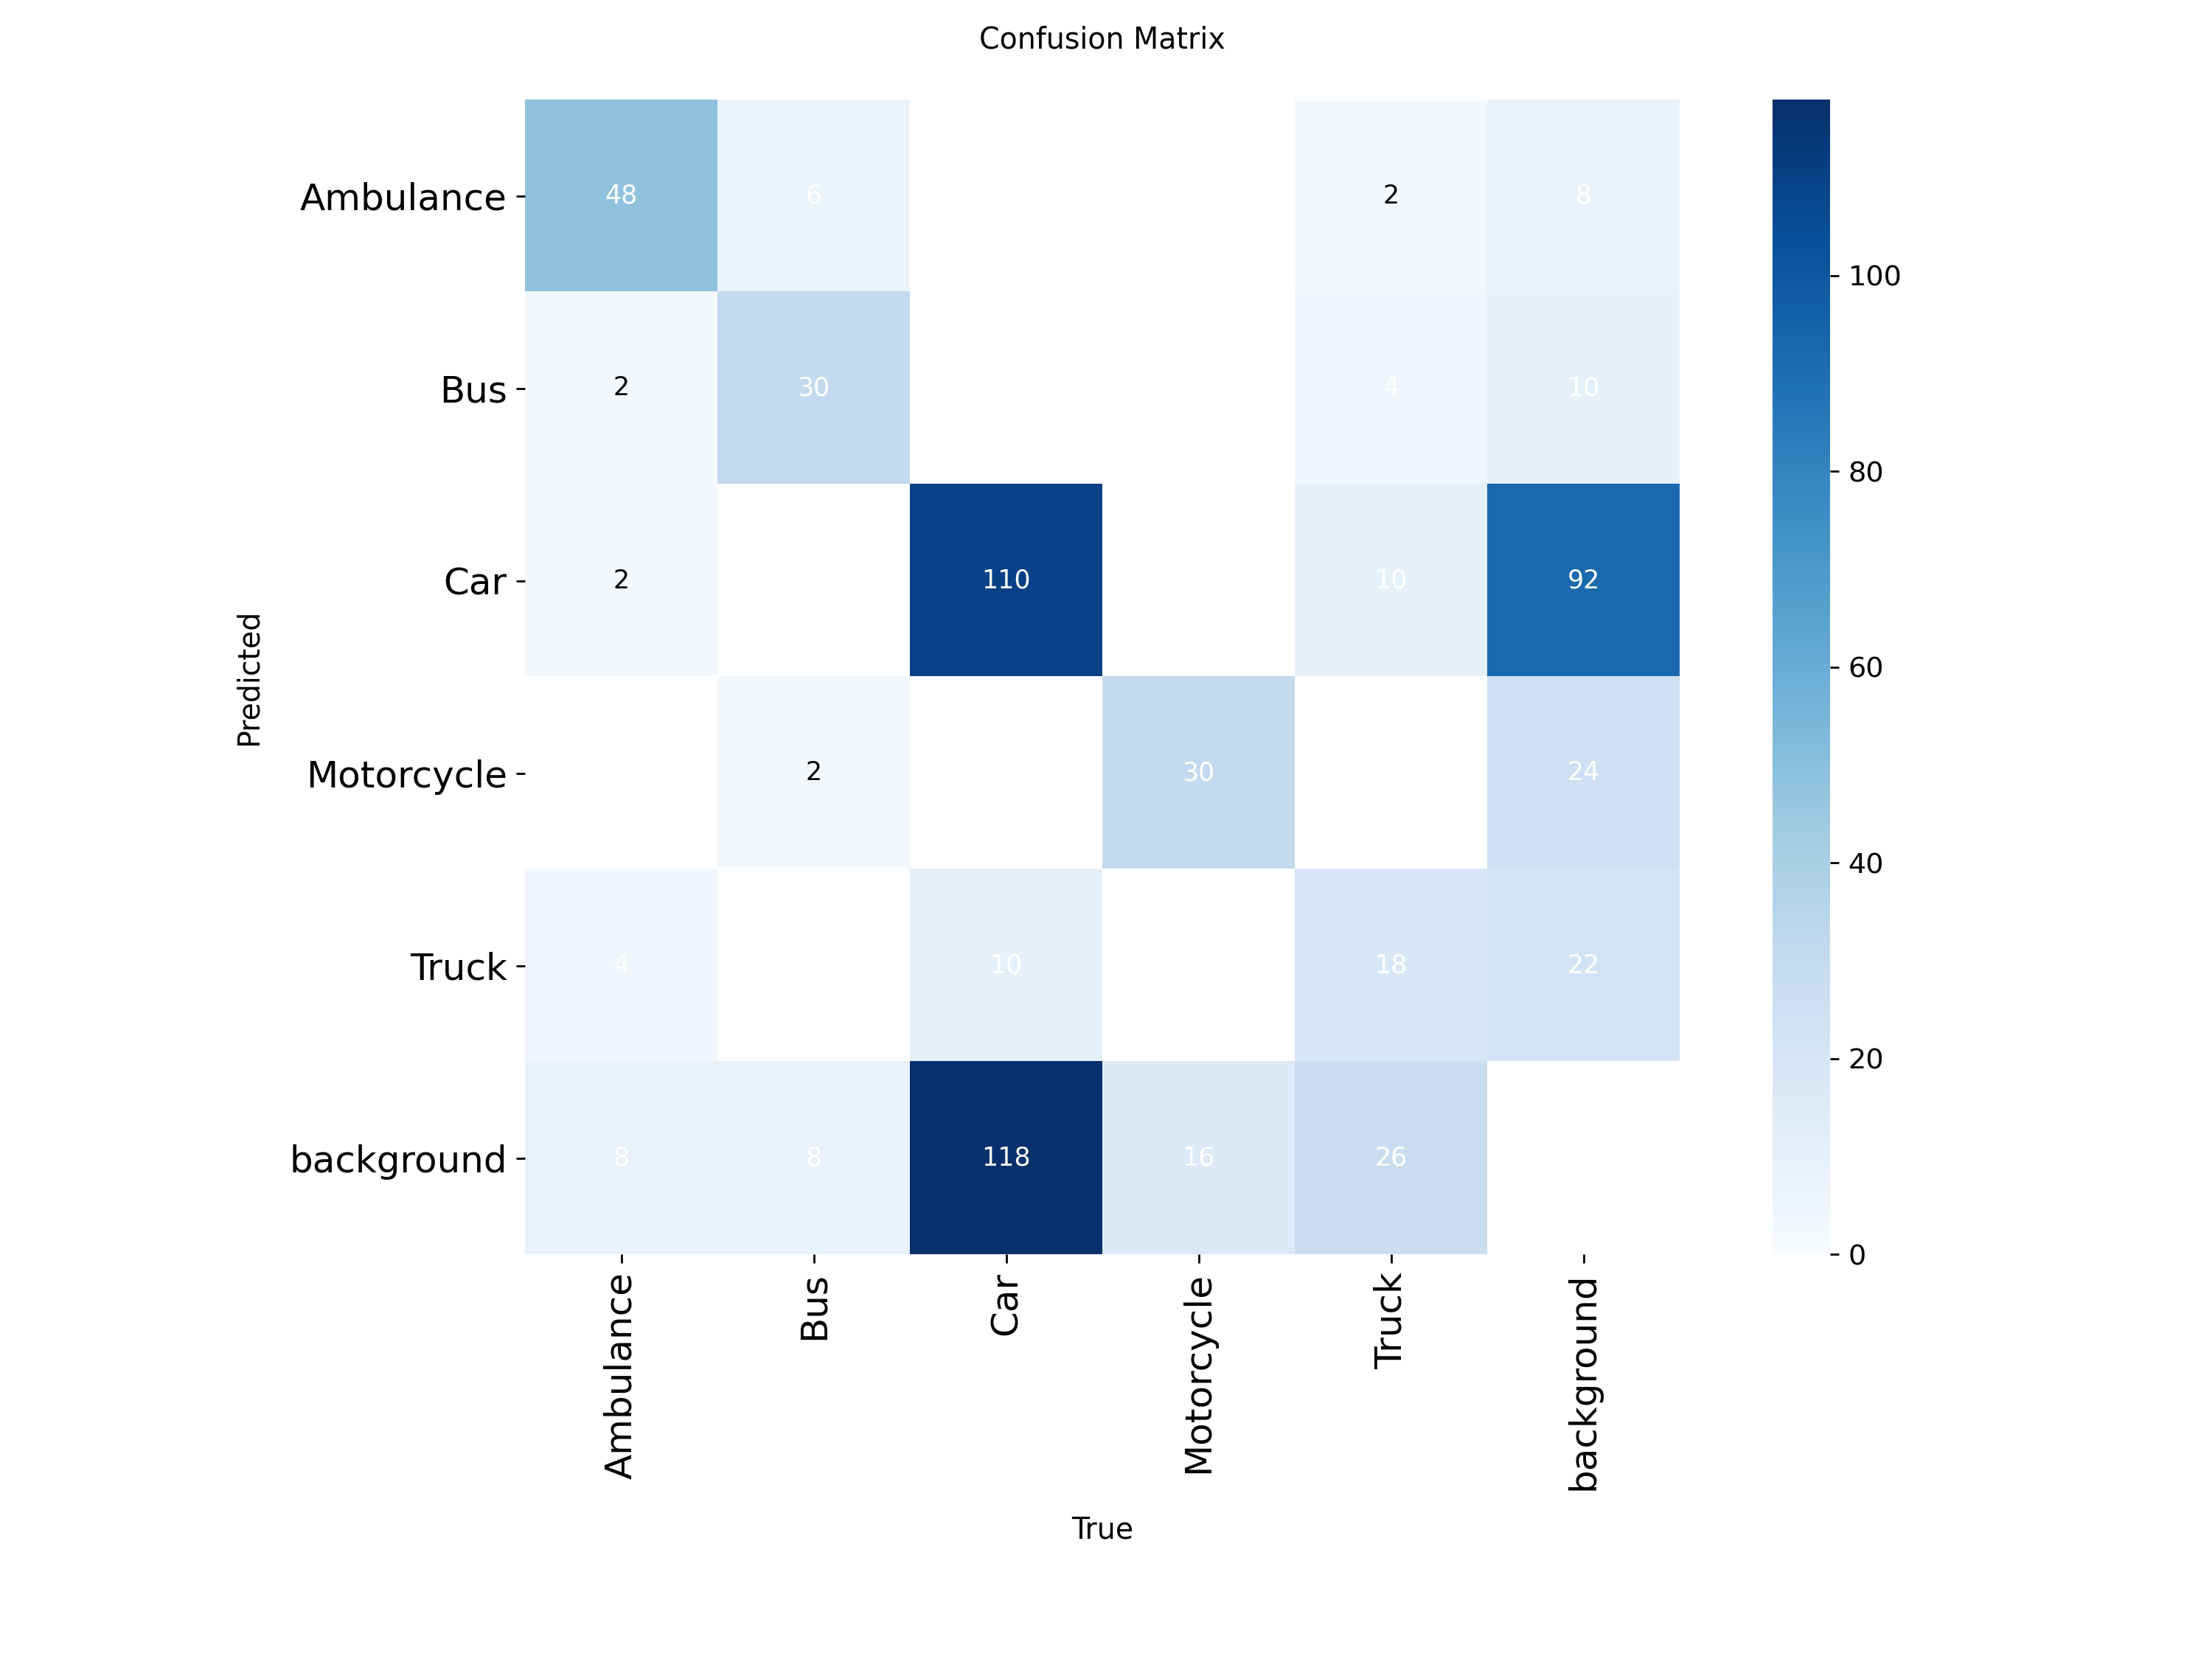 Confusion Matrix
Ambulance 48 6 2 8
Bus 2 30 4 10
Car 2 110 10 92
Motorcycle 2 30 24
Truck 4 10 18 22
background 8 8 118 16 26
Predicted
Ambulance Bus Car Motorcycle Truck background
True
100
80
60
40
20
0